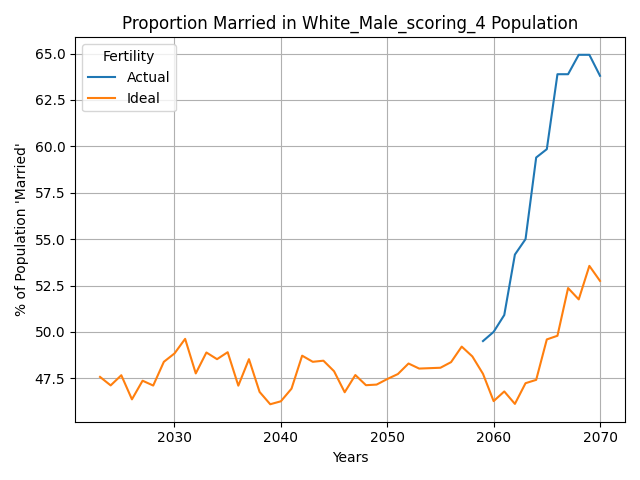 Proportion Married in White_Male_scoring_4 Population
Fertility
Actual
Ideal
% of Population 'Married'
65.0
62.5
60.0
57.5
55.0
52.5
50.0
47.5
2030 2040 2050 2060 2070
Years